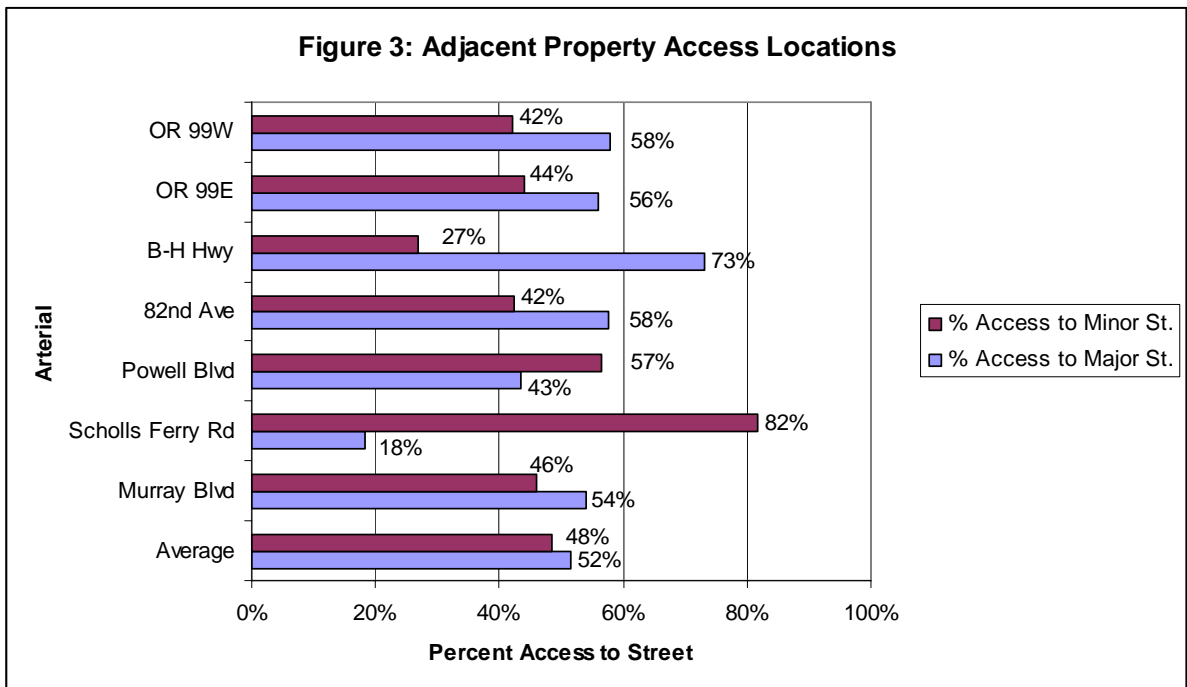 Figure 3: Adjacent Property Access Locations
OR 99W
42%
58%
OR 99E
44%
56%
B-H Hwy
27%
73%
82nd Ave
42%
58%
Powell Blvd
57%
43%
Scholls Ferry Rd
82%
18%
Murray Blvd
46%
54%
Average
48%
52%
0% 20% 40% 60% 80% 100%
Percent Access to Street
Arterial
% Access to Minor St.
% Access to Major St.